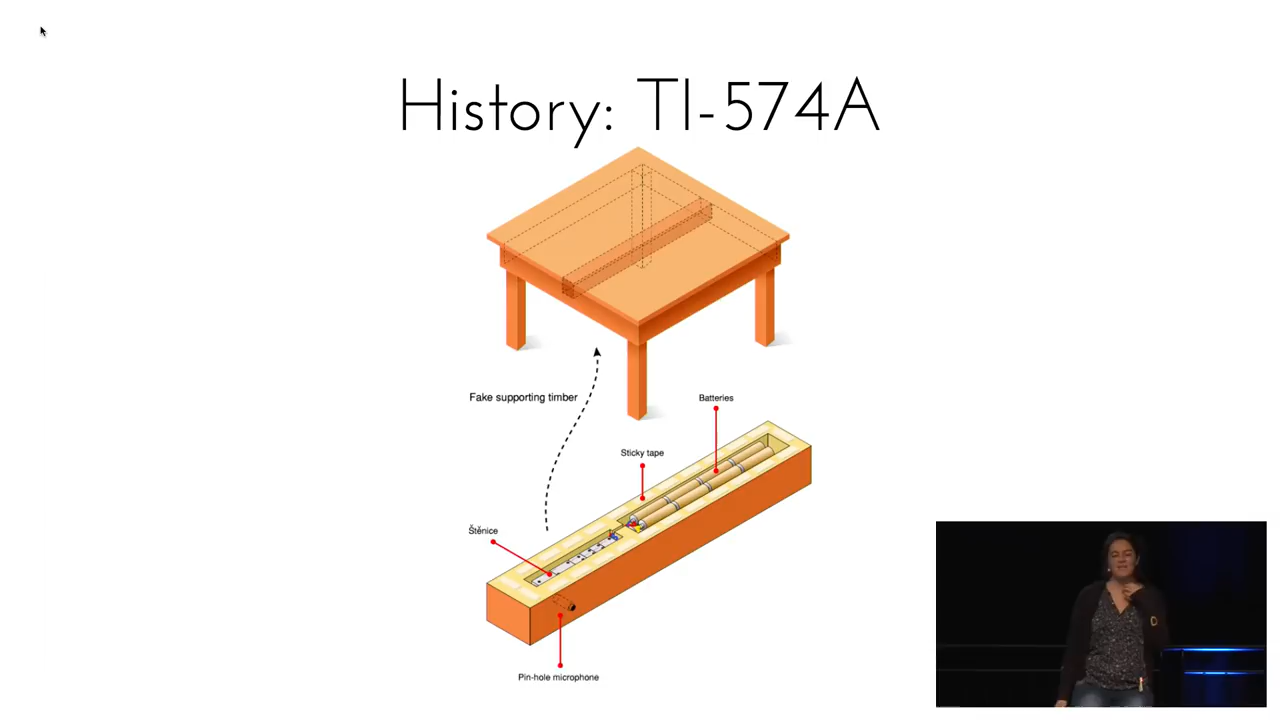 History: TI-574A
Fake supporting timber
Batteries
Sticky tape
Štěnice
Pin-hole microphone